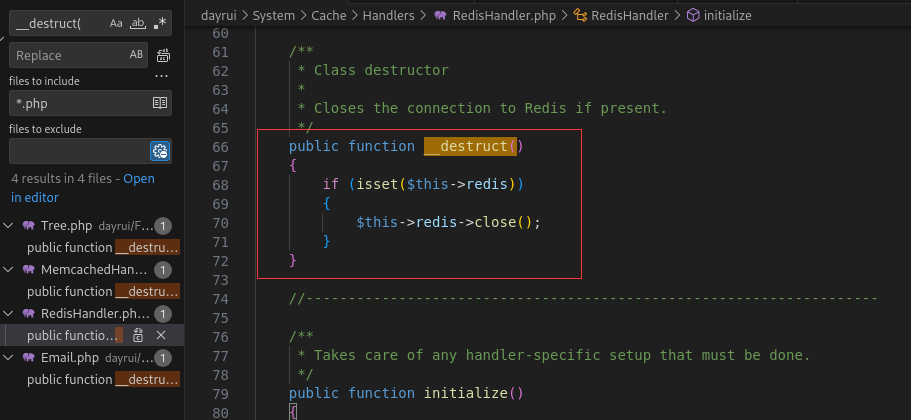 __destruct(
Aa
ab
.*
Replace
AB
files to include
*.php
files to exclude
4 results in 4 files - Open
in editor
Tree.php dayrui/F... 1
public function __destru...
MemcachedHan... 1
public function __destru...
RedisHandler.ph... 1
public functio...
Email.php dayrui/... 1
public function __destru...
dayrui > System > Cache > Handlers > RedisHandler.php > RedisHandler > initialize
60
61 /**
62 * Class destructor
63 *
64 * Closes the connection to Redis if present.
65 */
66 public function __destruct()
67 {
68 if (isset($this->redis))
69 {
70 $this->redis->close();
71 }
72 }
73
74 //--------------------------------------------------------------------
75
76 /**
77 * Takes care of any handler-specific setup that must be done.
78 */
79 public function initialize()
80 {